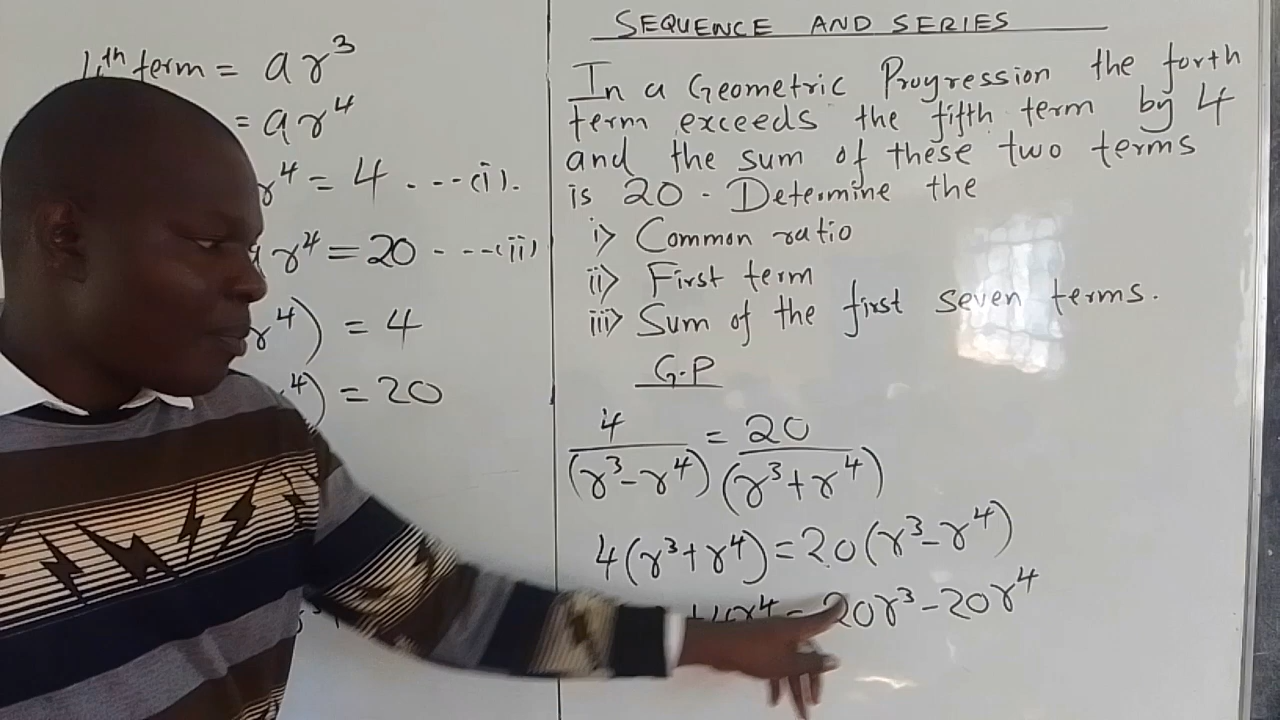 4th term = ar³
= ar⁴
r⁴ = 4 ---(i).
r⁴ = 20 ---(ii)
r⁴) = 4
⁴) = 20
SEQUENCE AND SERIES
In a Geometric Progression the forth
term exceeds the fifth term by 4
and the sum of these two terms
is 20. Determine the
i> Common ratio
ii> First term
iii> Sum of the first seven terms.
G.P
4/(r³-r⁴) = 20/(r³+r⁴)
4(r³+r⁴)=20(r³-r⁴)
+4r⁴ = 20r³-20r⁴